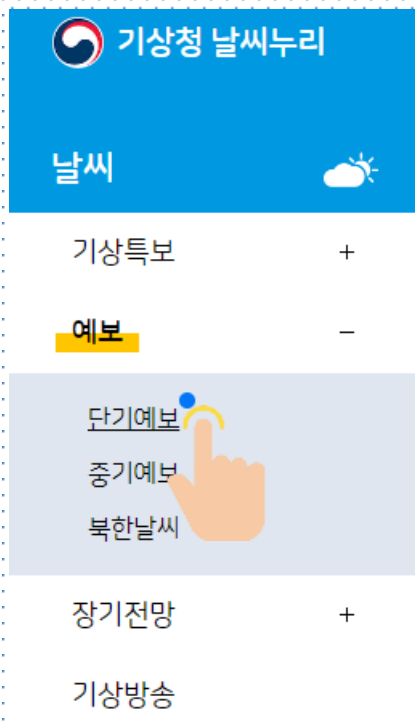 기상청 날씨누리
날씨
기상특보 +
예보 −
단기예보
중기예보
북한날씨
장기전망 +
기상방송